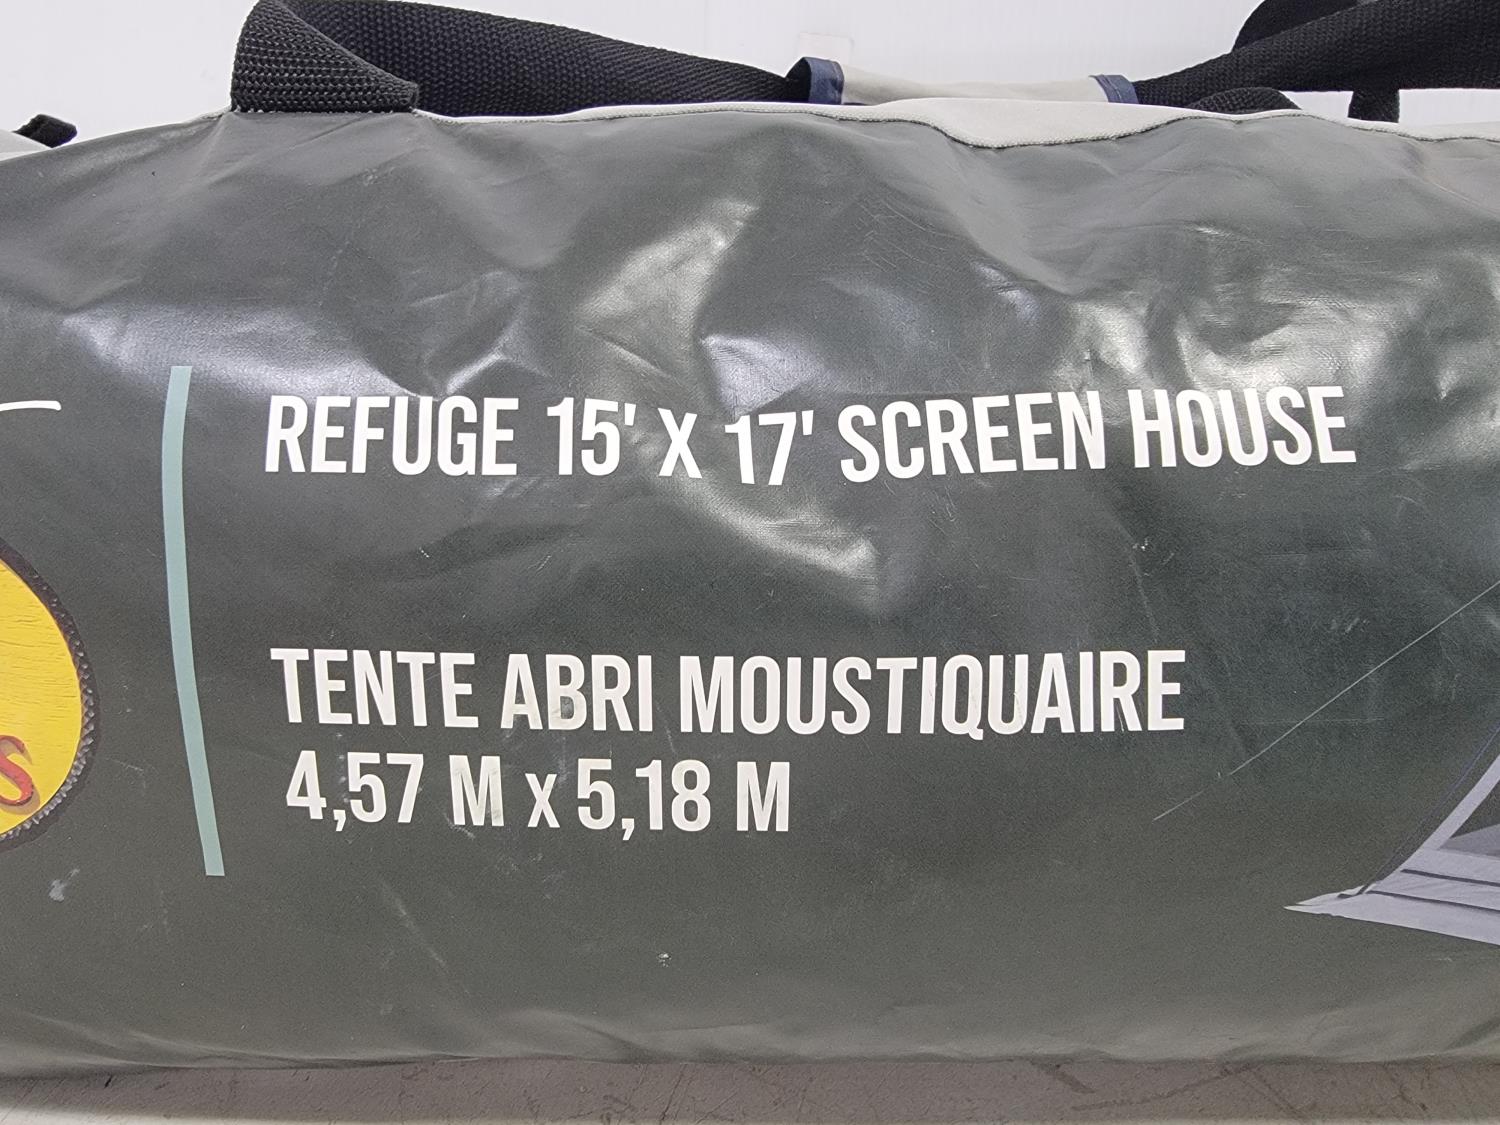 REFUGE 15' X 17' SCREEN HOUSE
TENTE ABRI MOUSTIQUAIRE
4,57 M x 5,18 M